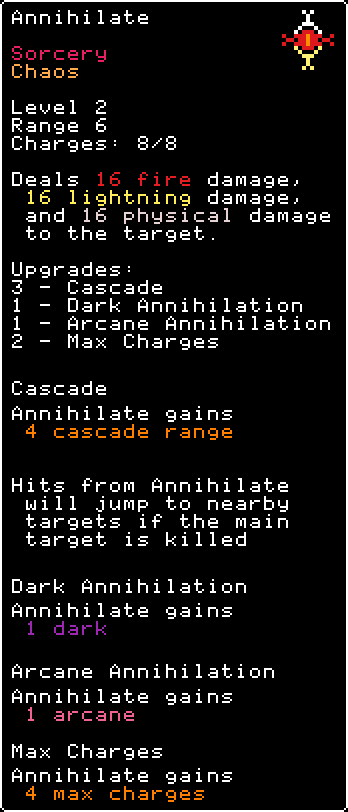 Annihilate
Sorcery
Chaos
Level 2
Range 6
Charges: 8/8
Deals 16 fire damage,
16 lightning damage,
and 16 physical damage
to the target.
Upgrades:
3 - Cascade
1 - Dark Annihilation
1 - Arcane Annihilation
2 - Max Charges
Cascade
Annihilate gains
4 cascade range
Hits from Annihilate
will jump to nearby
targets if the main
target is killed
Dark Annihilation
Annihilate gains
1 dark
Arcane Annihilation
Annihilate gains
1 arcane
Max Charges
Annihilate gains
4 max charges